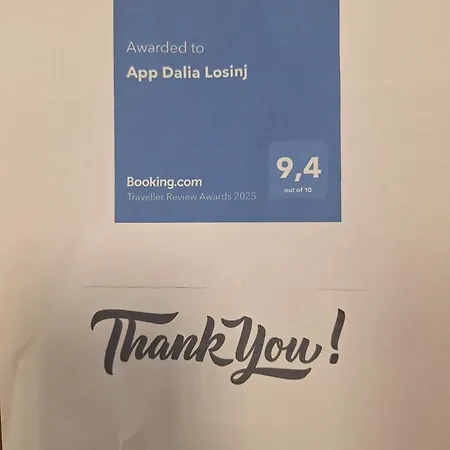 Awarded to
App Dalia Losinj
9,4
out of 10
Booking.com
Traveller Review Awards 2025
Thank You!